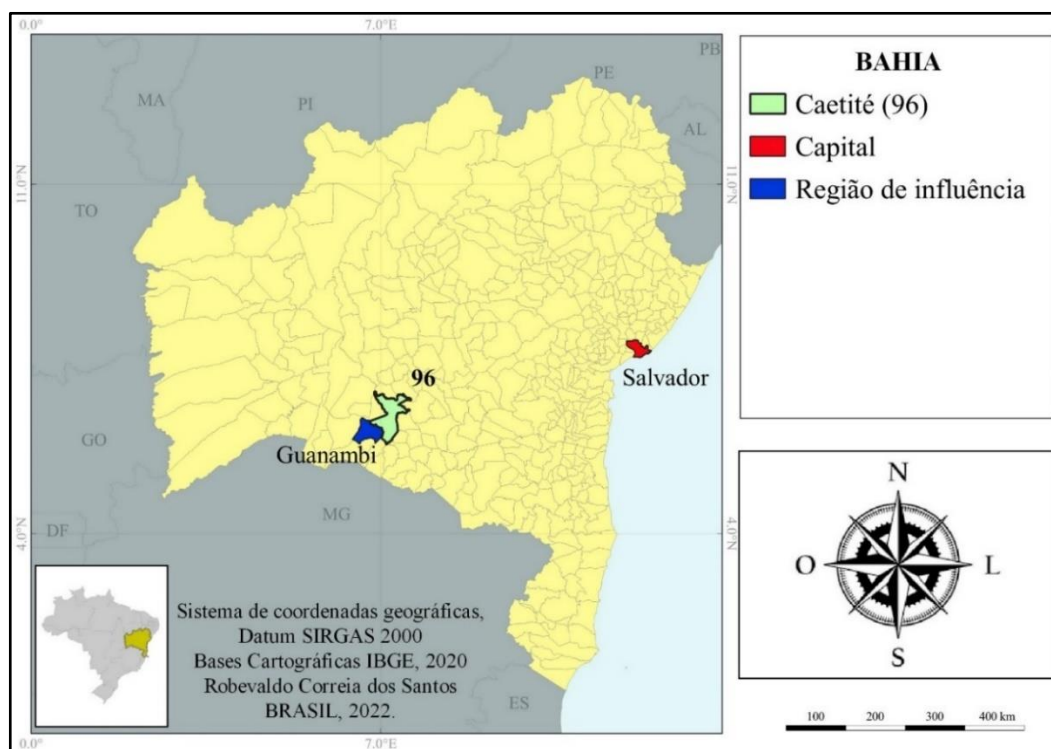 0.0°
7.0°
0.0°
PB
PE
MA
PI
AL
11.0°N
11.0°N
TO
96
Salvador
Guanambi
GO
MG
DF
4.0°N
4.0°N
Sistema de coordenadas geográficas,
Datum SIRGAS 2000
Bases Cartográficas IBGE, 2020
Robevaldo Correia dos Santos
BRASIL, 2022.
ES
0.0°
7.0°
BAHIA
Caetité (96)
Capital
Região de influência
N
O
L
S
100 200 300 400 km